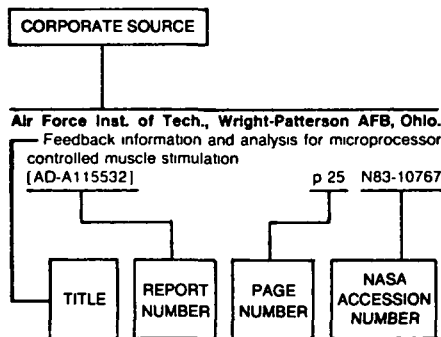 CORPORATE SOURCE
Air Force Inst. of Tech., Wright-Patterson AFB, Ohio.
Feedback information and analysis for microprocessor
controlled muscle stimulation
[AD-A115532] p 25 N83-10767
TITLE
REPORT NUMBER
PAGE NUMBER
NASA ACCESSION NUMBER